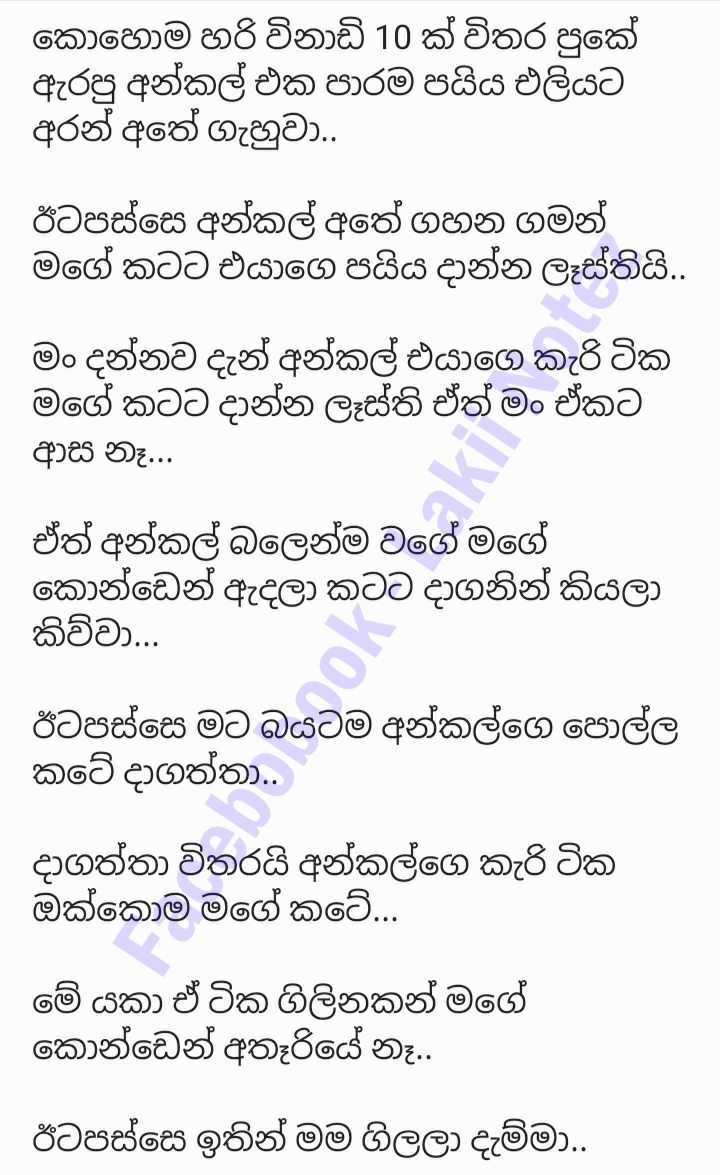 කොහොම හරි විනාඩි 10 ක් විතර පුකේ
ඇරපු අන්කල් එක පාරම පයිය එලියට
අරන් අතේ ගැහුවා..
ඊටපස්සෙ අන්කල් අතේ ගහන ගමන්
මගේ කටට එයාගෙ පයිය දාන්න ලෑස්තියි..
මං දන්නව දැන් අන්කල් එයාගෙ කැරි ටික
මගේ කටට දාන්න ලෑස්ති ඒත් මං ඒකට
ආස නෑ...
ඒත් අන්කල් බලෙන්ම වගේ මගේ
කොන්ඩෙන් ඇදලා කටට දාගනින් කියලා
කිව්වා...
ඊටපස්සෙ මට බයටම අන්කල්ගෙ පොල්ල
කටේ දාගත්තා..
දාගත්තා විතරයි අන්කල්ගෙ කැරි ටික
ඔක්කොම මගේ කටේ...
මේ යකා ඒ ටික ගිලිනකන් මගේ
කොන්ඩෙන් අතෑරියේ නෑ..
ඊටපස්සෙ ඉතින් මම ගිලලා දැම්මා..
Facebobook - Lakii Notez